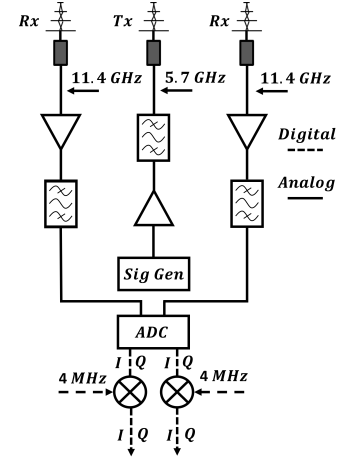 Rx Tx Rx
11.4 GHz 5.7 GHz 11.4 GHz
Digital
Analog
Sig Gen
ADC
I Q I Q
4 MHz 4 MHz
I Q I Q